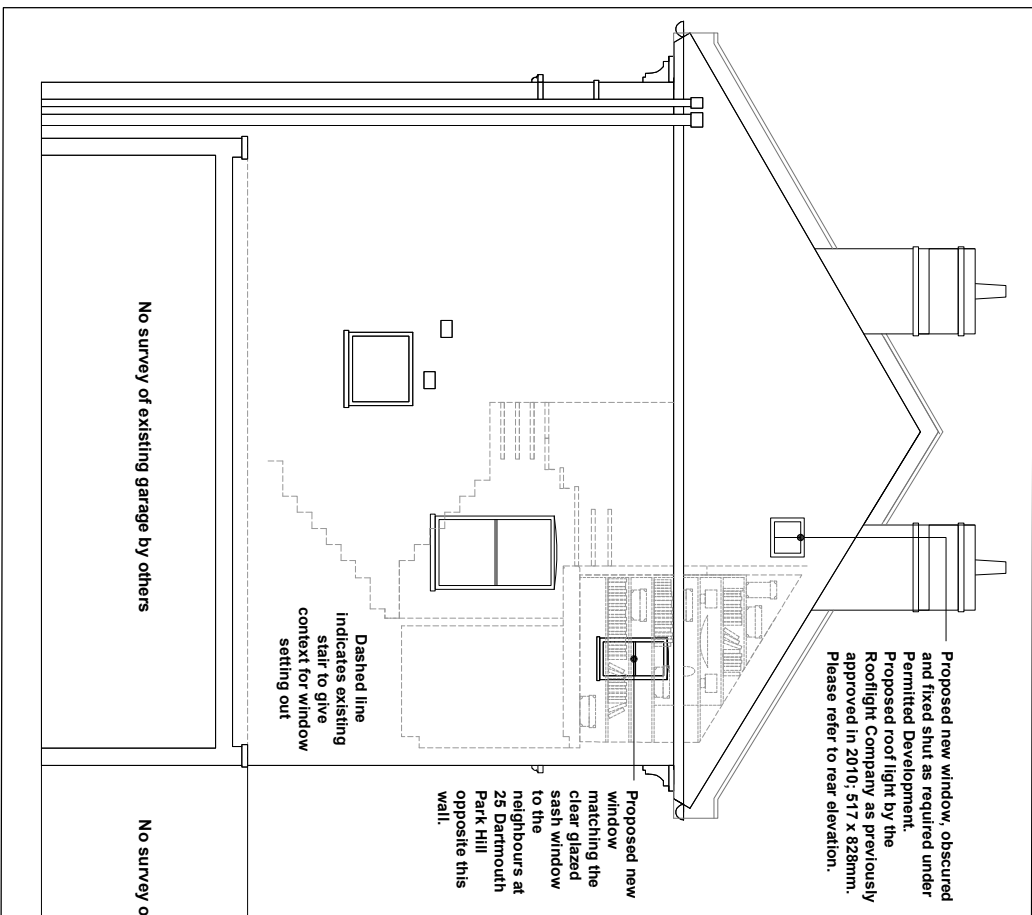 Proposed new window, obscured
and fixed shut as required under
Permitted Development.
Proposed roof light by the
Rooflight Company as previously
approved in 2010; 517 x 828mm.
Please refer to rear elevation.
Proposed new
window
matching the
clear glazed
sash window
to the
neighbours at
25 Dartmouth
Park Hill
opposite this
wall.
Dashed line
indicates existing
stair to give
context for window
setting out
No survey of existing garage by others
No survey o